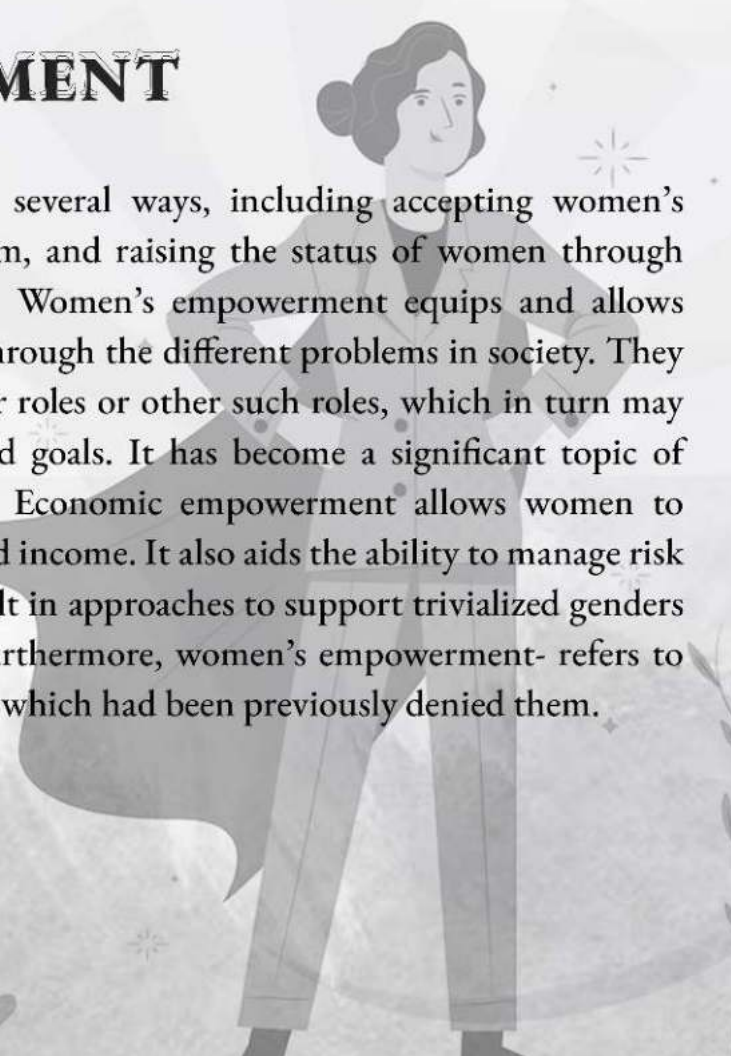 MENT
several ways, including accepting women's
m, and raising the status of women through
Women's empowerment equips and allows
hrough the different problems in society. They
r roles or other such roles, which in turn may
d goals. It has become a significant topic of
Economic empowerment allows women to
d income. It also aids the ability to manage risk
lt in approaches to support trivialized genders
urthermore, women's empowerment- refers to
which had been previously denied them.